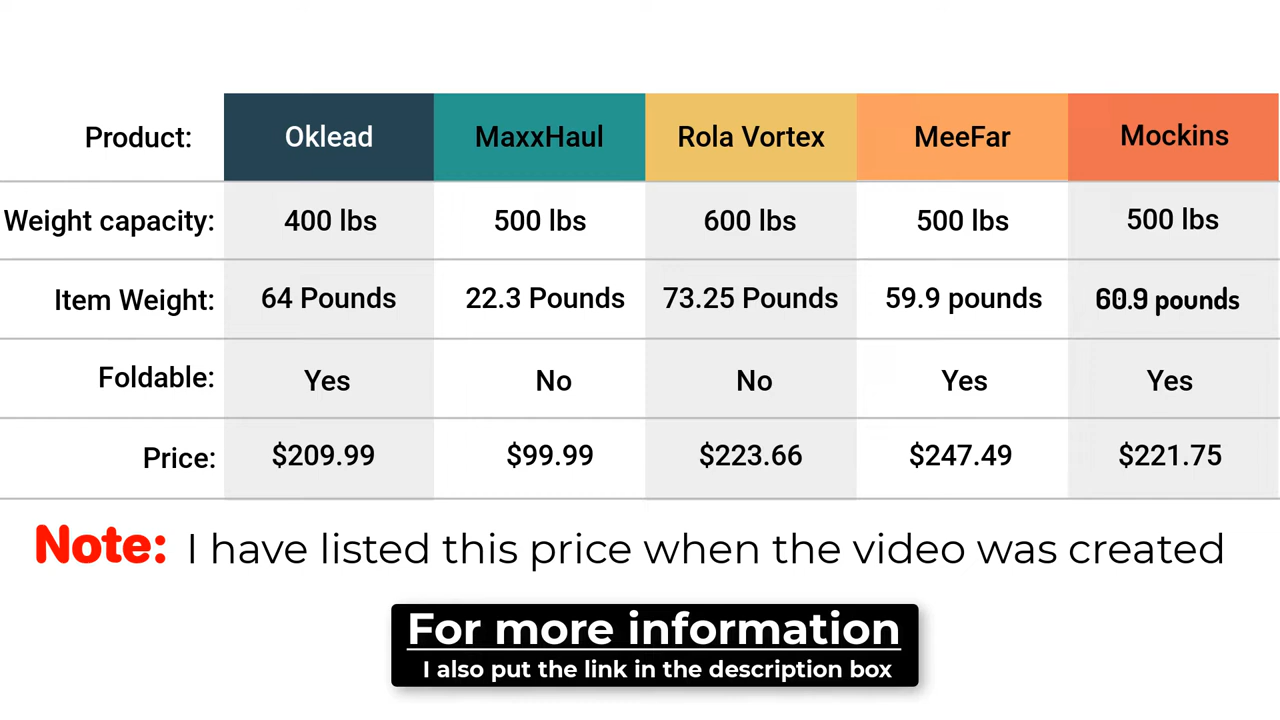 Product: Oklead MaxxHaul Rola Vortex MeeFar Mockins
Weight capacity: 400 lbs 500 lbs 600 lbs 500 lbs 500 lbs
Item Weight: 64 Pounds 22.3 Pounds 73.25 Pounds 59.9 pounds 60.9 pounds
Foldable: Yes No No Yes Yes
Price: $209.99 $99.99 $223.66 $247.49 $221.75
Note: I have listed this price when the video was created
For more information
I also put the link in the description box